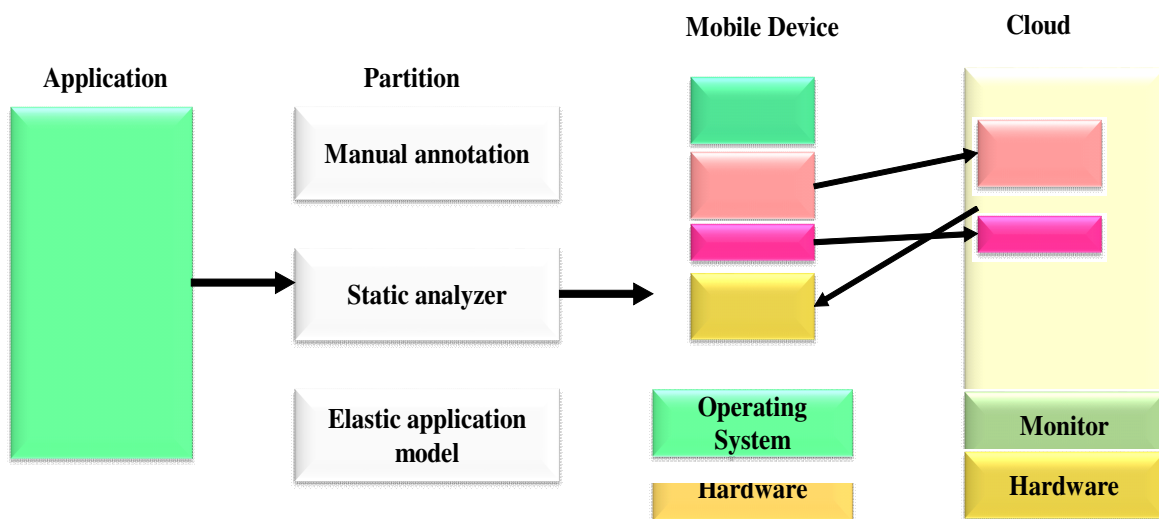 Mobile Device
Cloud
Application
Partition
Manual annotation
Static analyzer
Elastic application
model
Operating
System
Hardware
Monitor
Hardware